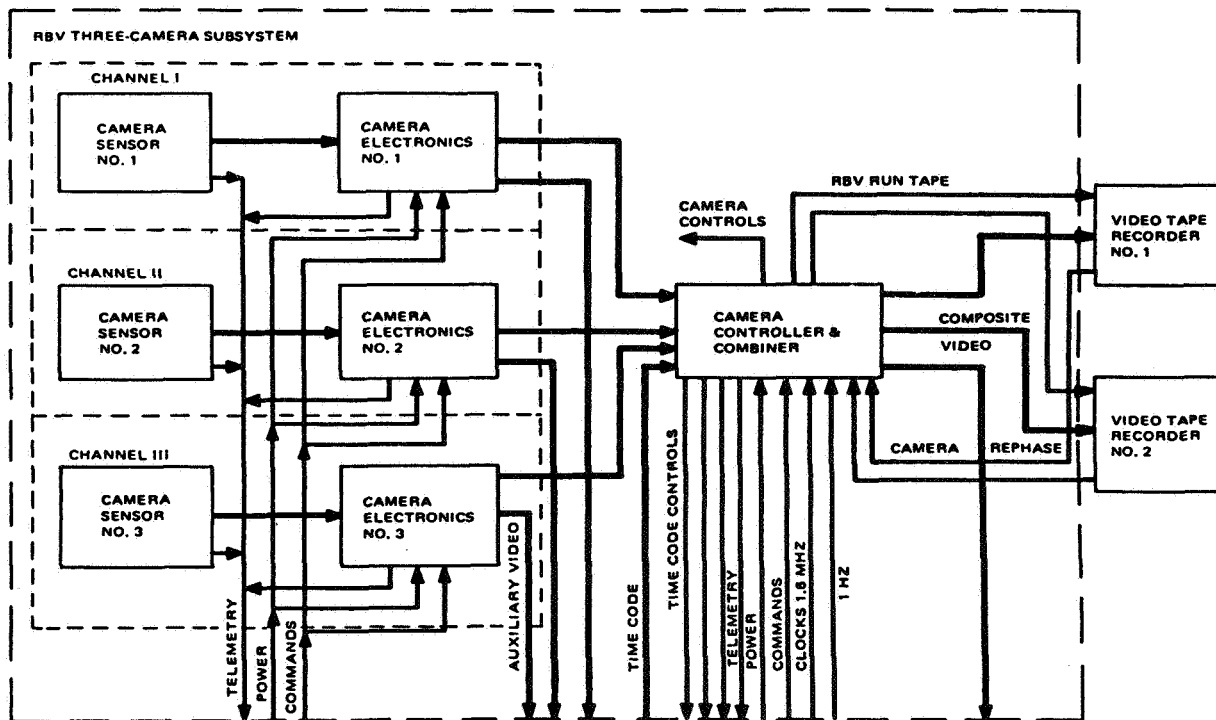 RBV THREE-CAMERA SUBSYSTEM
CHANNEL I
CAMERA
SENSOR
NO. 1
CAMERA
ELECTRONICS
NO. 1
CHANNEL II
CAMERA
SENSOR
NO. 2
CAMERA
ELECTRONICS
NO. 2
CHANNEL III
CAMERA
SENSOR
NO. 3
CAMERA
ELECTRONICS
NO. 3
CAMERA
CONTROLS
RBV RUN TAPE
CAMERA
CONTROLLER &
COMBINER
COMPOSITE
VIDEO
VIDEO TAPE
RECORDER
NO. 1
VIDEO TAPE
RECORDER
NO. 2
CAMERA REPHASE
TELEMETRY
POWER
COMMANDS
AUXILIARY VIDEO
TIME CODE
TIME CODE CONTROLS
TELEMETRY
POWER
COMMANDS
CLOCKS 1.6 MHZ
1 HZ